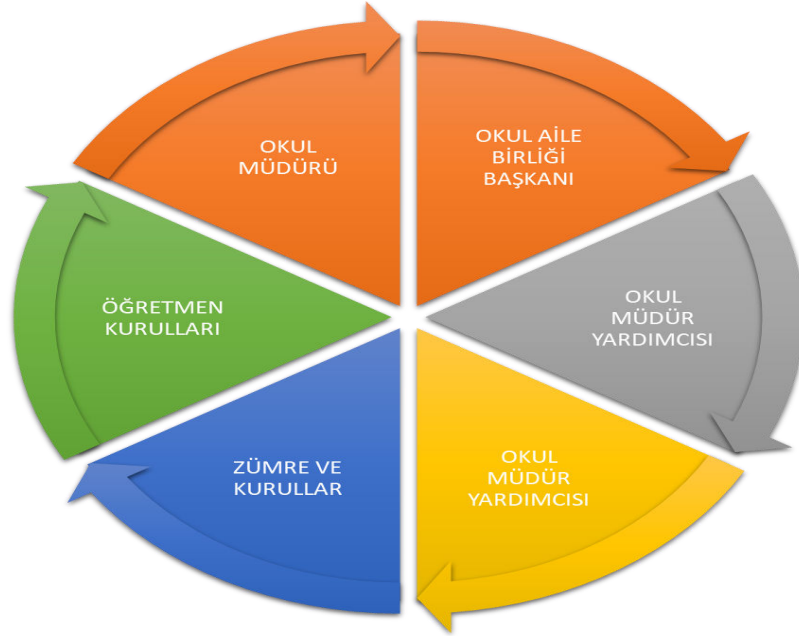 OKUL
MÜDÜRÜ
OKUL AİLE
BİRLİĞİ
BAŞKANI
OKUL
MÜDÜR
YARDIMCISI
OKUL
MÜDÜR
YARDIMCISI
ZÜMRE VE
KURULLAR
ÖĞRETMEN
KURULLARI